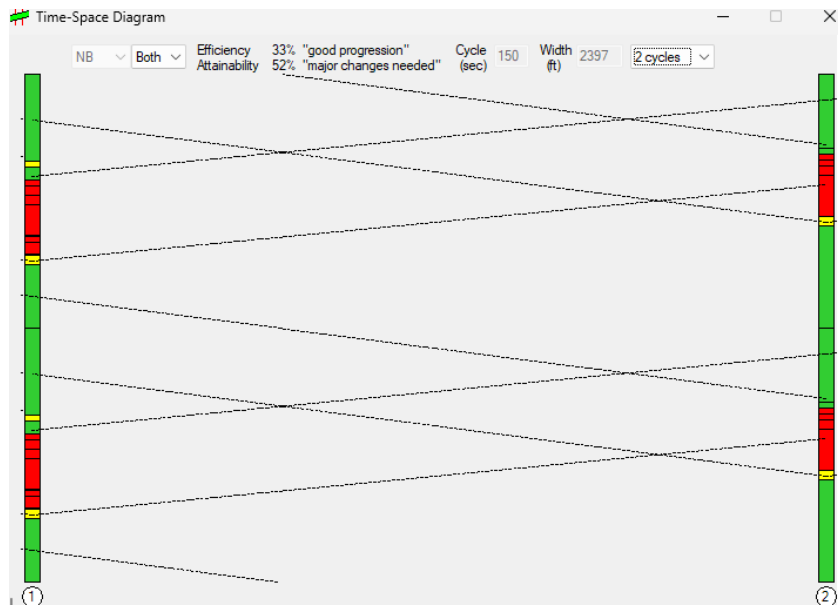 Time-Space Diagram
NB Both Efficiency 33% "good progression" Cycle 150 Width 2397 2 cycles
Attainability 52% "major changes needed" (sec) (ft)
1 2